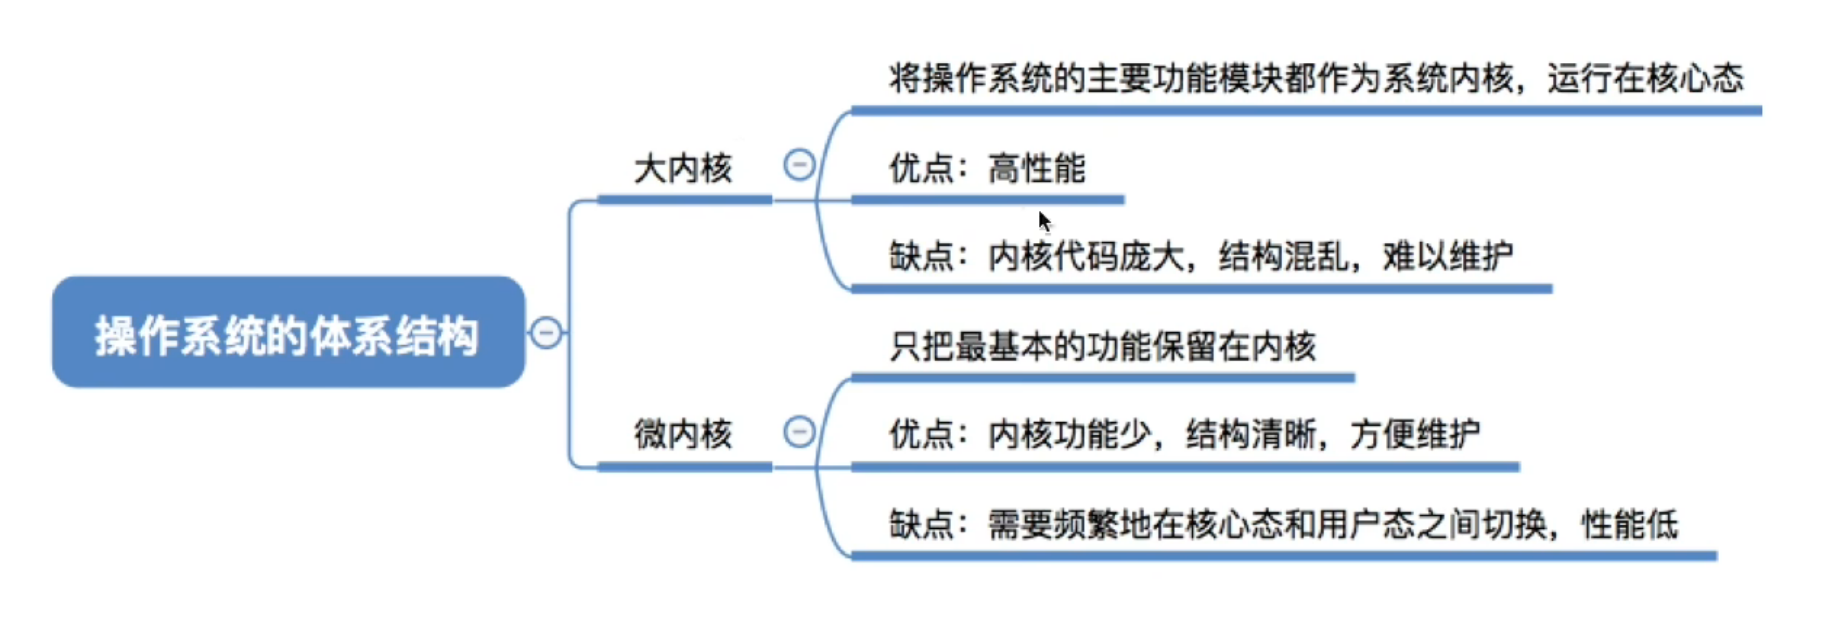 操作系统的体系结构
大内核
将操作系统的主要功能模块都作为系统内核，运行在核心态
优点：高性能
缺点：内核代码庞大，结构混乱，难以维护
微内核
只把最基本的功能保留在内核
优点：内核功能少，结构清晰，方便维护
缺点：需要频繁地在核心态和用户态之间切换，性能低